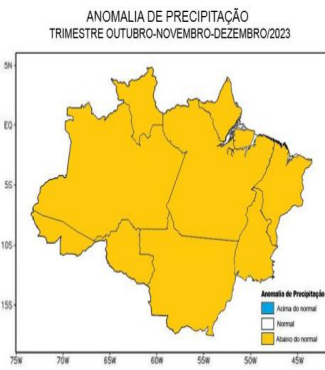 ANOMALIA DE PRECIPITAÇÃO
TRIMESTRE OUTUBRO-NOVEMBRO-DEZEMBRO/2023
5N
EQ
5S
10S
15S
Anomalia de Precipitação
Acima do normal
Normal
Abaixo do normal
75W 70W 65W 60W 55W 50W 45W